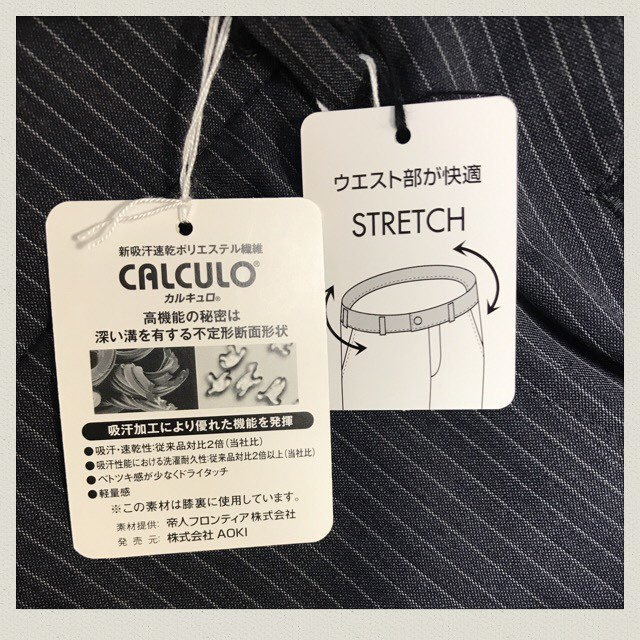 新吸汗速乾ポリエステル繊維
CALCULO®
カルキュロ®
高機能の秘密は
深い溝を有する不定形断面形状
吸汗加工により優れた機能を発揮
●吸汗・速乾性:従来品対比2倍(当社比)
●吸汗性能における洗濯耐久性:従来品対比2倍以上(当社比)
●ベトツキ感が少なくドライタッチ
●軽量感
※この素材は膝裏に使用しています。
素材提供: 帝人フロンティア株式会社
発売元: 株式会社 AOKI
ウエスト部が快適
STRETCH